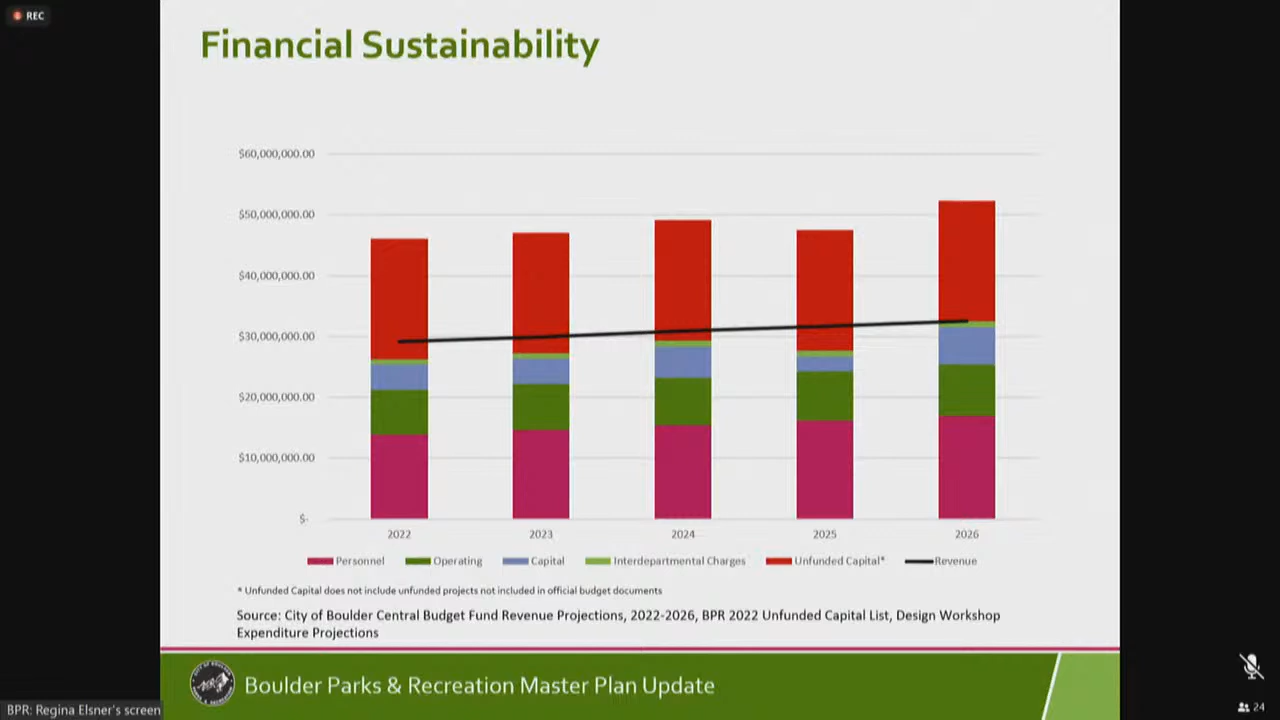 REC
Financial Sustainability
$60,000,000.00
$50,000,000.00
$40,000,000.00
$30,000,000.00
$20,000,000.00
$10,000,000.00
$-
2022 2023 2024 2025 2026
Personnel Operating Capital Interdepartmental Charges Unfunded Capital* Revenue
* Unfunded Capital does not include unfunded projects not included in official budget documents
Source: City of Boulder Central Budget Fund Revenue Projections, 2022-2026, BPR 2022 Unfunded Capital List, Design Workshop
Expenditure Projections
Boulder Parks & Recreation Master Plan Update
BPR: Regina Elsner's screen
24